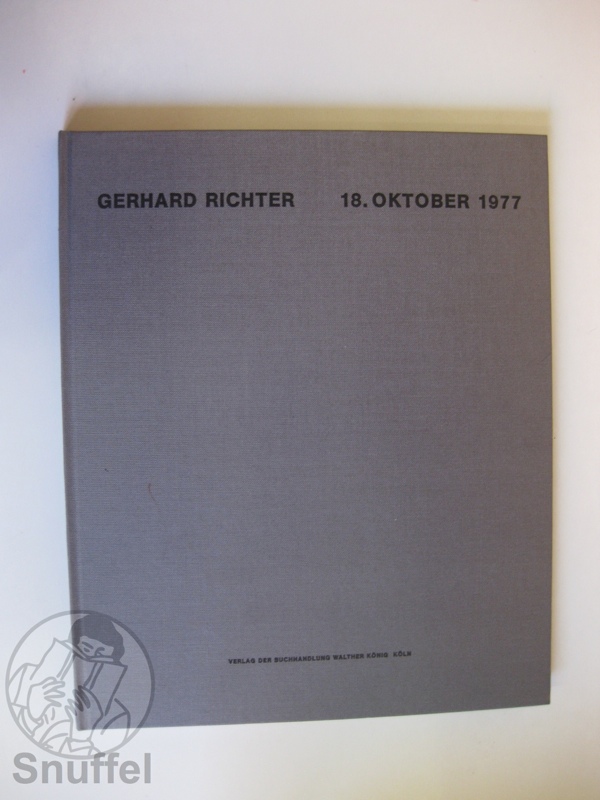 GERHARD RICHTER 18. OKTOBER 1977
VERLAG DER BUCHHANDLUNG WALTHER KÖNIG KÖLN
Snuffel